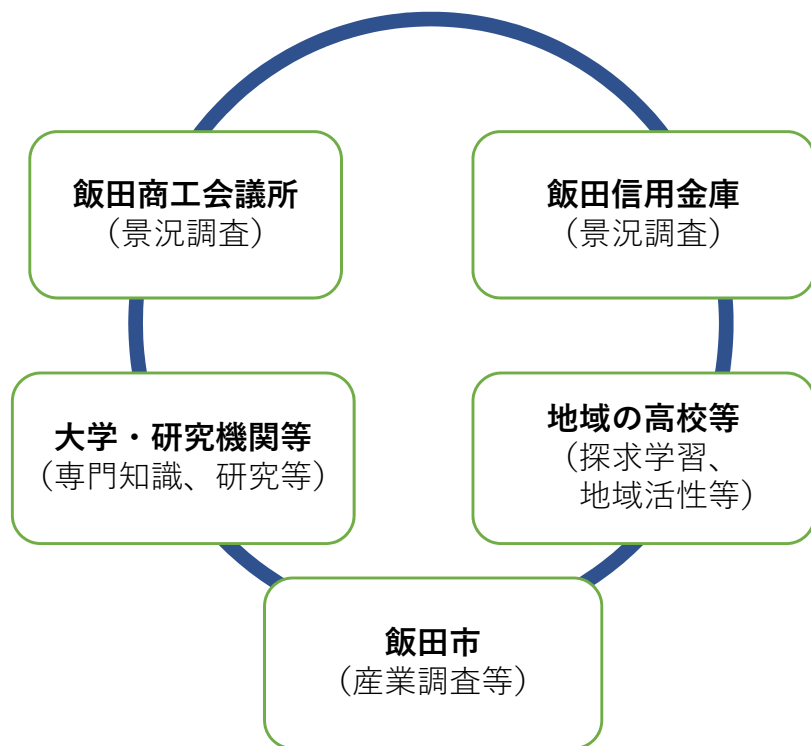 飯田商工会議所
（景況調査）
飯田信用金庫
（景況調査）
大学・研究機関等
（専門知識、研究等）
地域の高校等
（探求学習、
地域活性等）
飯田市
（産業調査等）